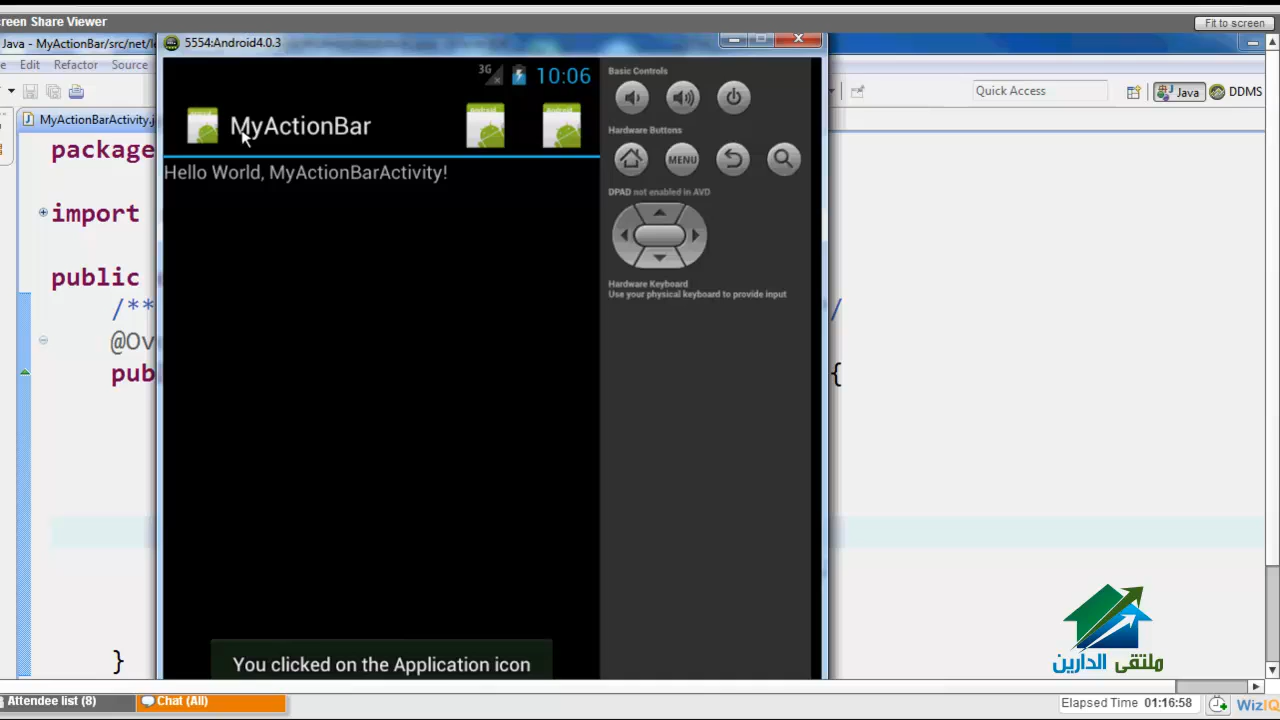 creen Share Viewer
Fit to screen
Java - MyActionBar/src/net/le
5554:Android4.0.3
Edit Refactor Source
Quick Access
Java
DDMS
MyActionBarActivity.j
3G 10:06
MyActionBar
Hello World, MyActionBarActivity!
Basic Controls
Hardware Buttons
MENU
DPAD not enabled in AVD
Hardware Keyboard
Use your physical keyboard to provide input
package
import
public
/** /
@Ov
pub {
}
You clicked on the Application icon
ملتقى الدارين
Attendee list (8)
Chat (All)
Elapsed Time 01:16:58
WizIQ